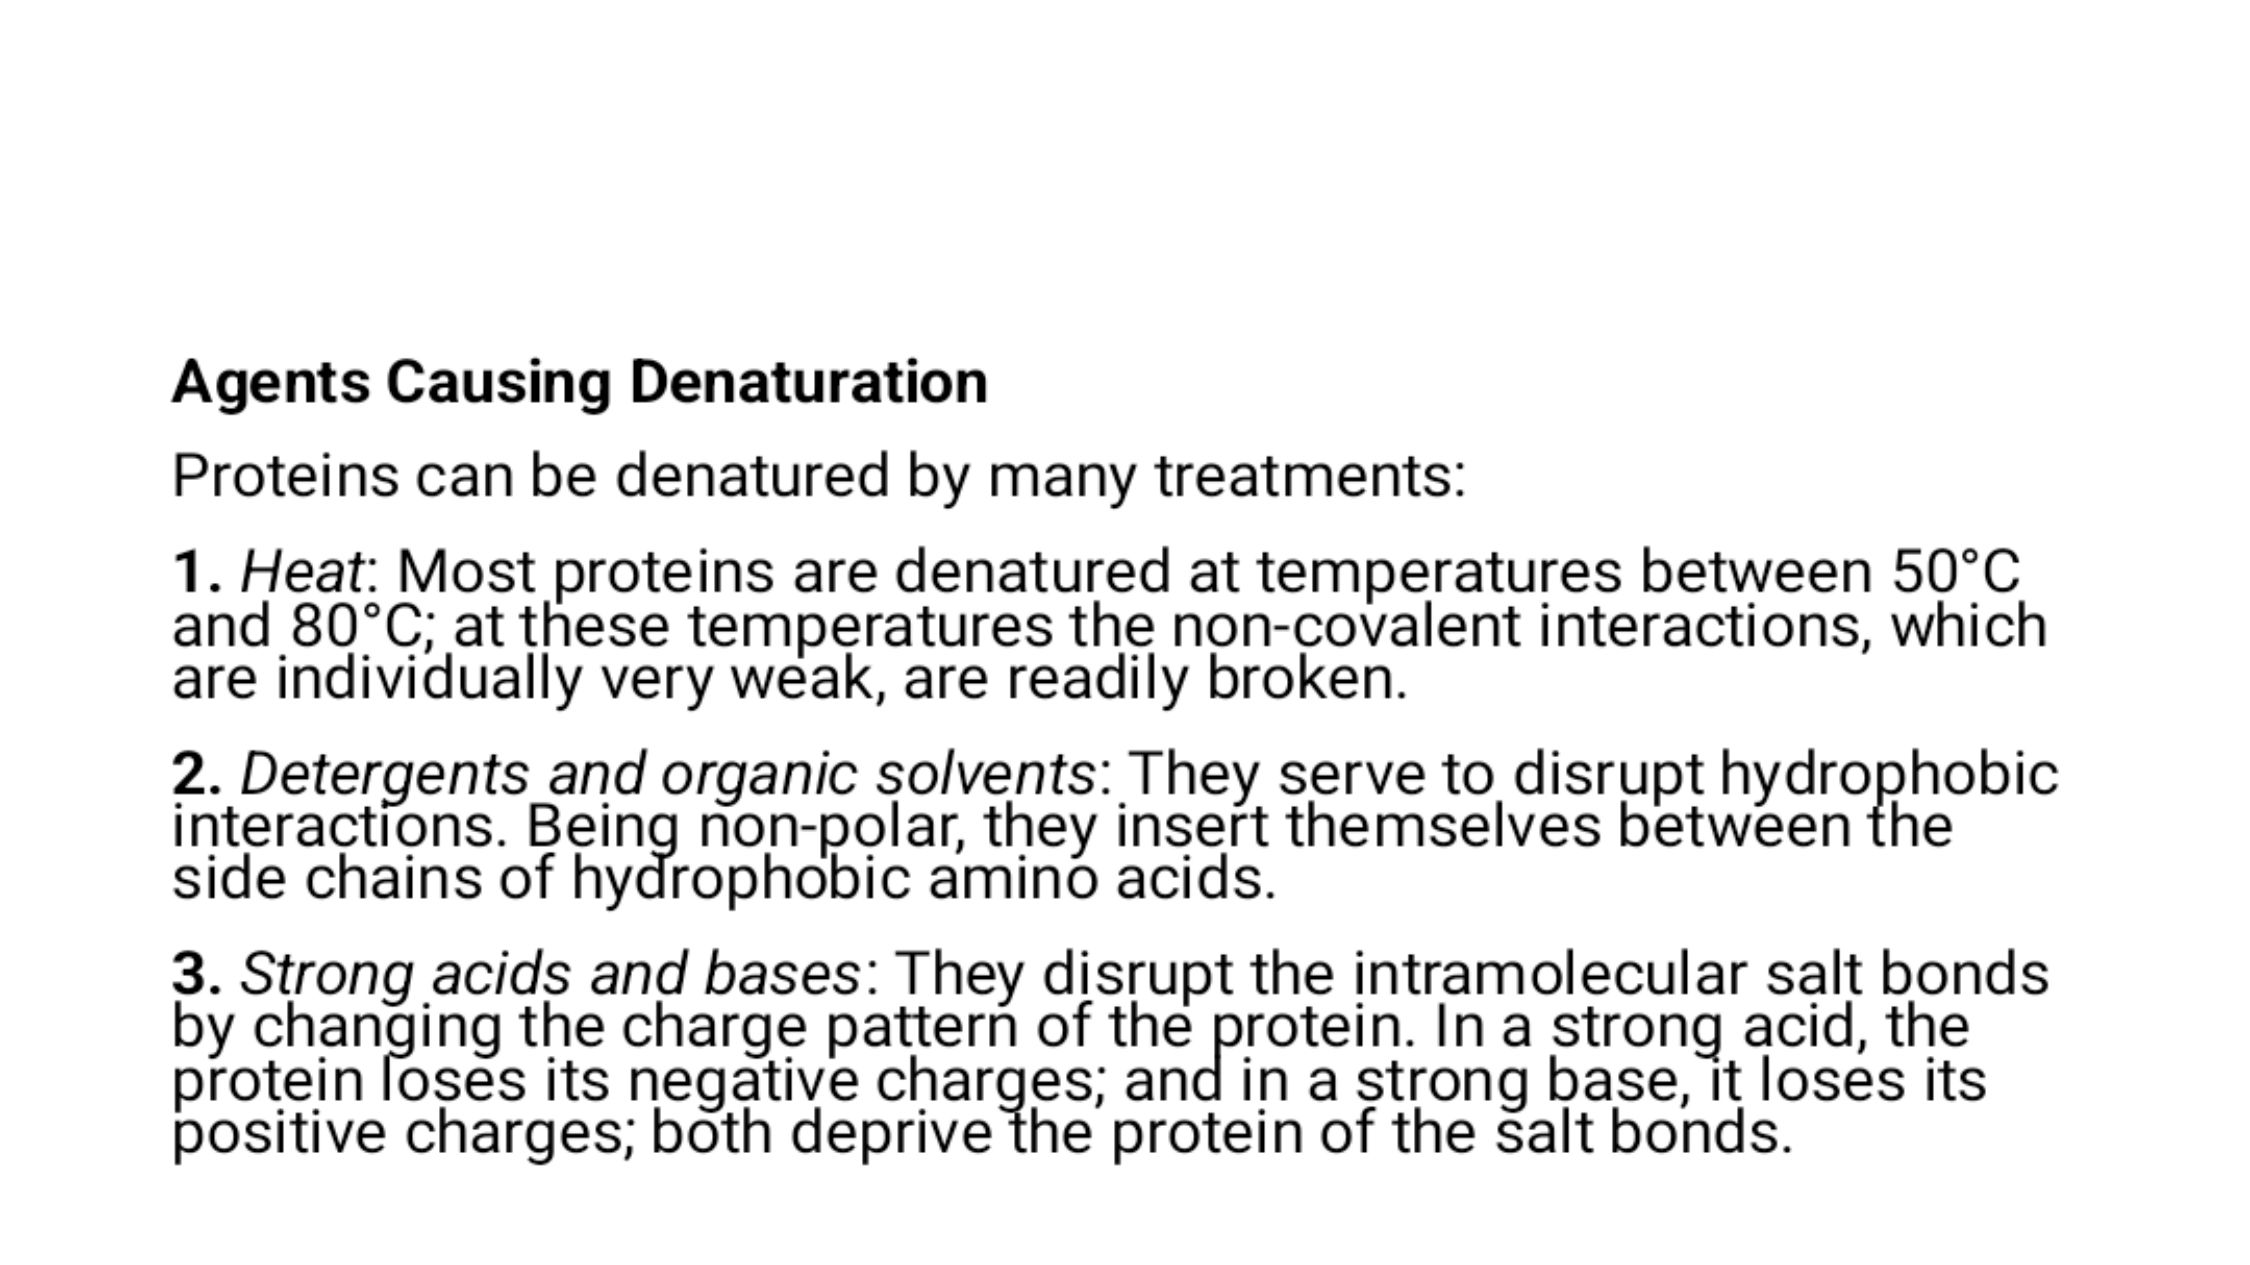 Agents Causing Denaturation
Proteins can be denatured by many treatments:
1. Heat: Most proteins are denatured at temperatures between 50°C
and 80°C; at these temperatures the non-covalent interactions, which
are individually very weak, are readily broken.
2. Detergents and organic solvents: They serve to disrupt hydrophobic
interactions. Being non-polar, they insert themselves between the
side chains of hydrophobic amino acids.
3. Strong acids and bases: They disrupt the intramolecular salt bonds
by changing the charge pattern of the protein. In a strong acid, the
protein loses its negative charges; and in a strong base, it loses its
positive charges; both deprive the protein of the salt bonds.